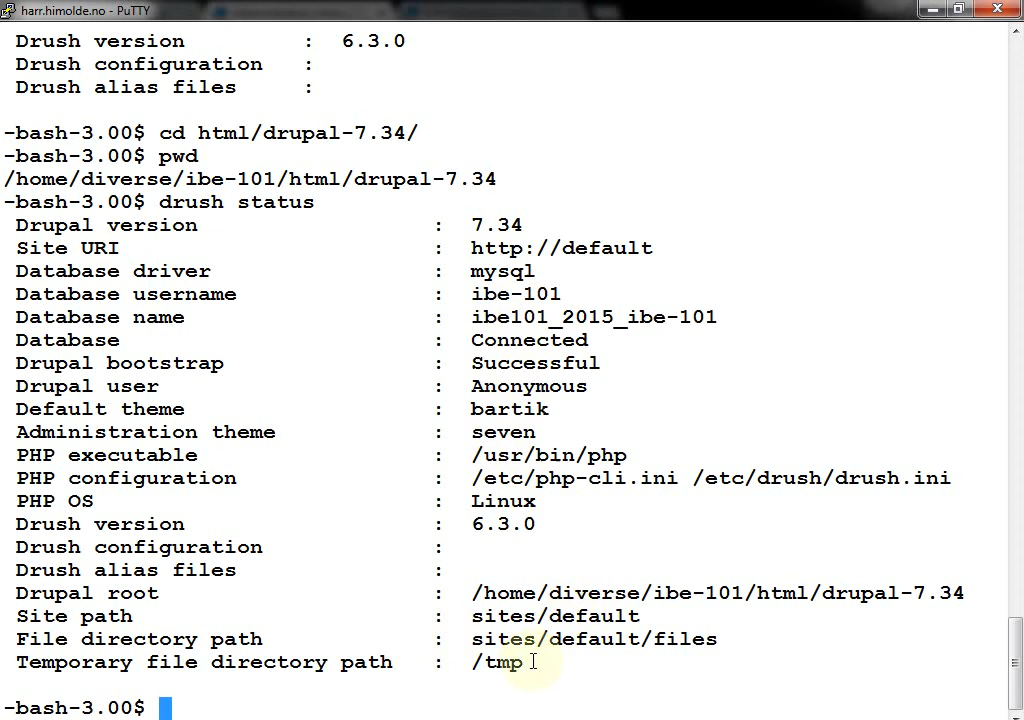 harr.himolde.no - PuTTY
Drush version : 6.3.0
Drush configuration :
Drush alias files :
-bash-3.00$ cd html/drupal-7.34/
-bash-3.00$ pwd
/home/diverse/ibe-101/html/drupal-7.34
-bash-3.00$ drush status
Drupal version : 7.34
Site URI : http://default
Database driver : mysql
Database username : ibe-101
Database name : ibe101_2015_ibe-101
Database : Connected
Drupal bootstrap : Successful
Drupal user : Anonymous
Default theme : bartik
Administration theme : seven
PHP executable : /usr/bin/php
PHP configuration : /etc/php-cli.ini /etc/drush/drush.ini
PHP OS : Linux
Drush version : 6.3.0
Drush configuration :
Drush alias files :
Drupal root : /home/diverse/ibe-101/html/drupal-7.34
Site path : sites/default
File directory path : sites/default/files
Temporary file directory path : /tmp
-bash-3.00$